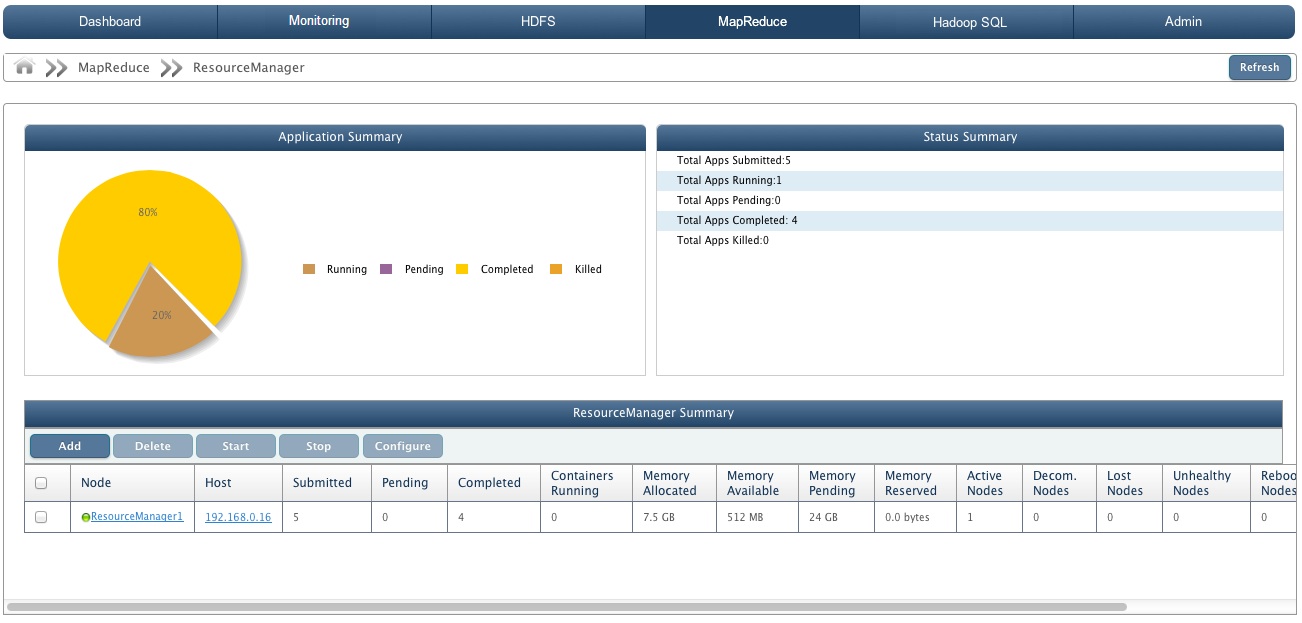 Dashboard Monitoring HDFS MapReduce Hadoop SQL Admin
MapReduce ResourceManager Refresh
Application Summary
80%
20%
Running Pending Completed Killed
Status Summary
Total Apps Submitted:5
Total Apps Running:1
Total Apps Pending:0
Total Apps Completed: 4
Total Apps Killed:0
ResourceManager Summary
Add Delete Start Stop Configure
Node Host Submitted Pending Completed Containers Running Memory Allocated Memory Available Memory Pending Memory Reserved Active Nodes Decom. Nodes Lost Nodes Unhealthy Nodes Reboo Nodes
ResourceManager1 192.168.0.16 5 0 4 0 7.5 GB 512 MB 24 GB 0.0 bytes 1 0 0 0 0